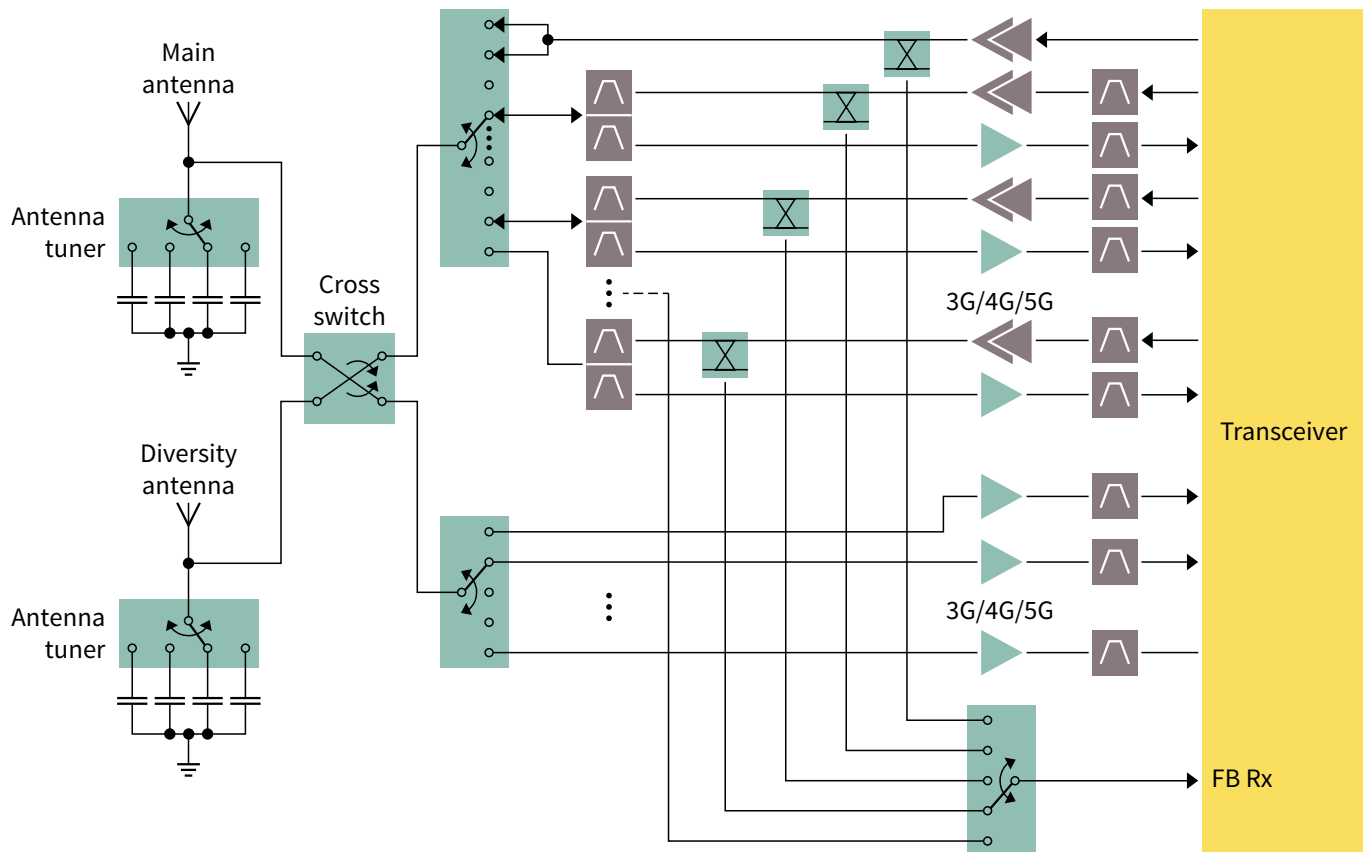 Main
antenna
Antenna
tuner
Cross
switch
3G/4G/5G
Transceiver
Diversity
antenna
Antenna
tuner
3G/4G/5G
FB Rx